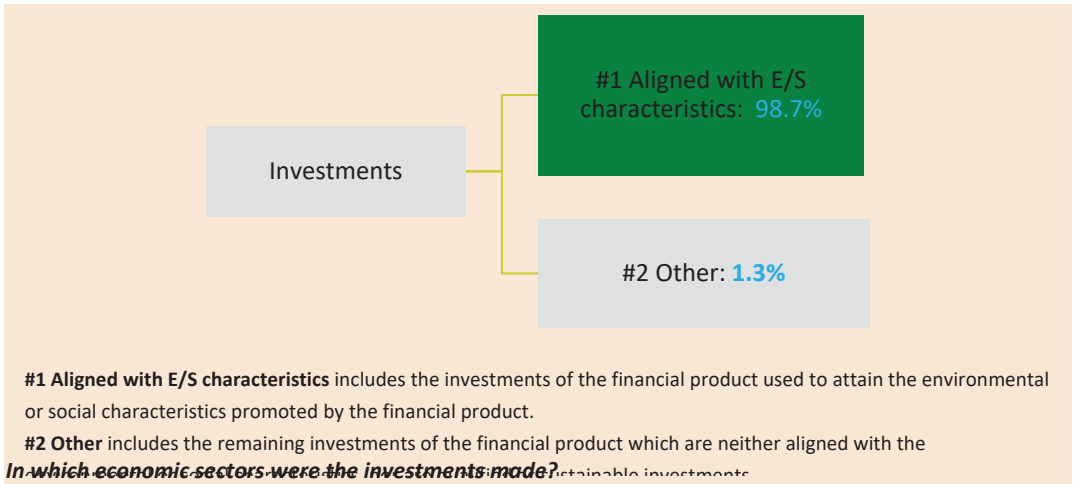 #1 Aligned with E/S
characteristics: 98.7%
Investments
#2 Other: 1.3%
#1 Aligned with E/S characteristics includes the investments of the financial product used to attain the environmental
or social characteristics promoted by the financial product.
#2 Other includes the remaining investments of the financial product which are neither aligned with the
In which economic sectors were the investments made?
sustainable investments